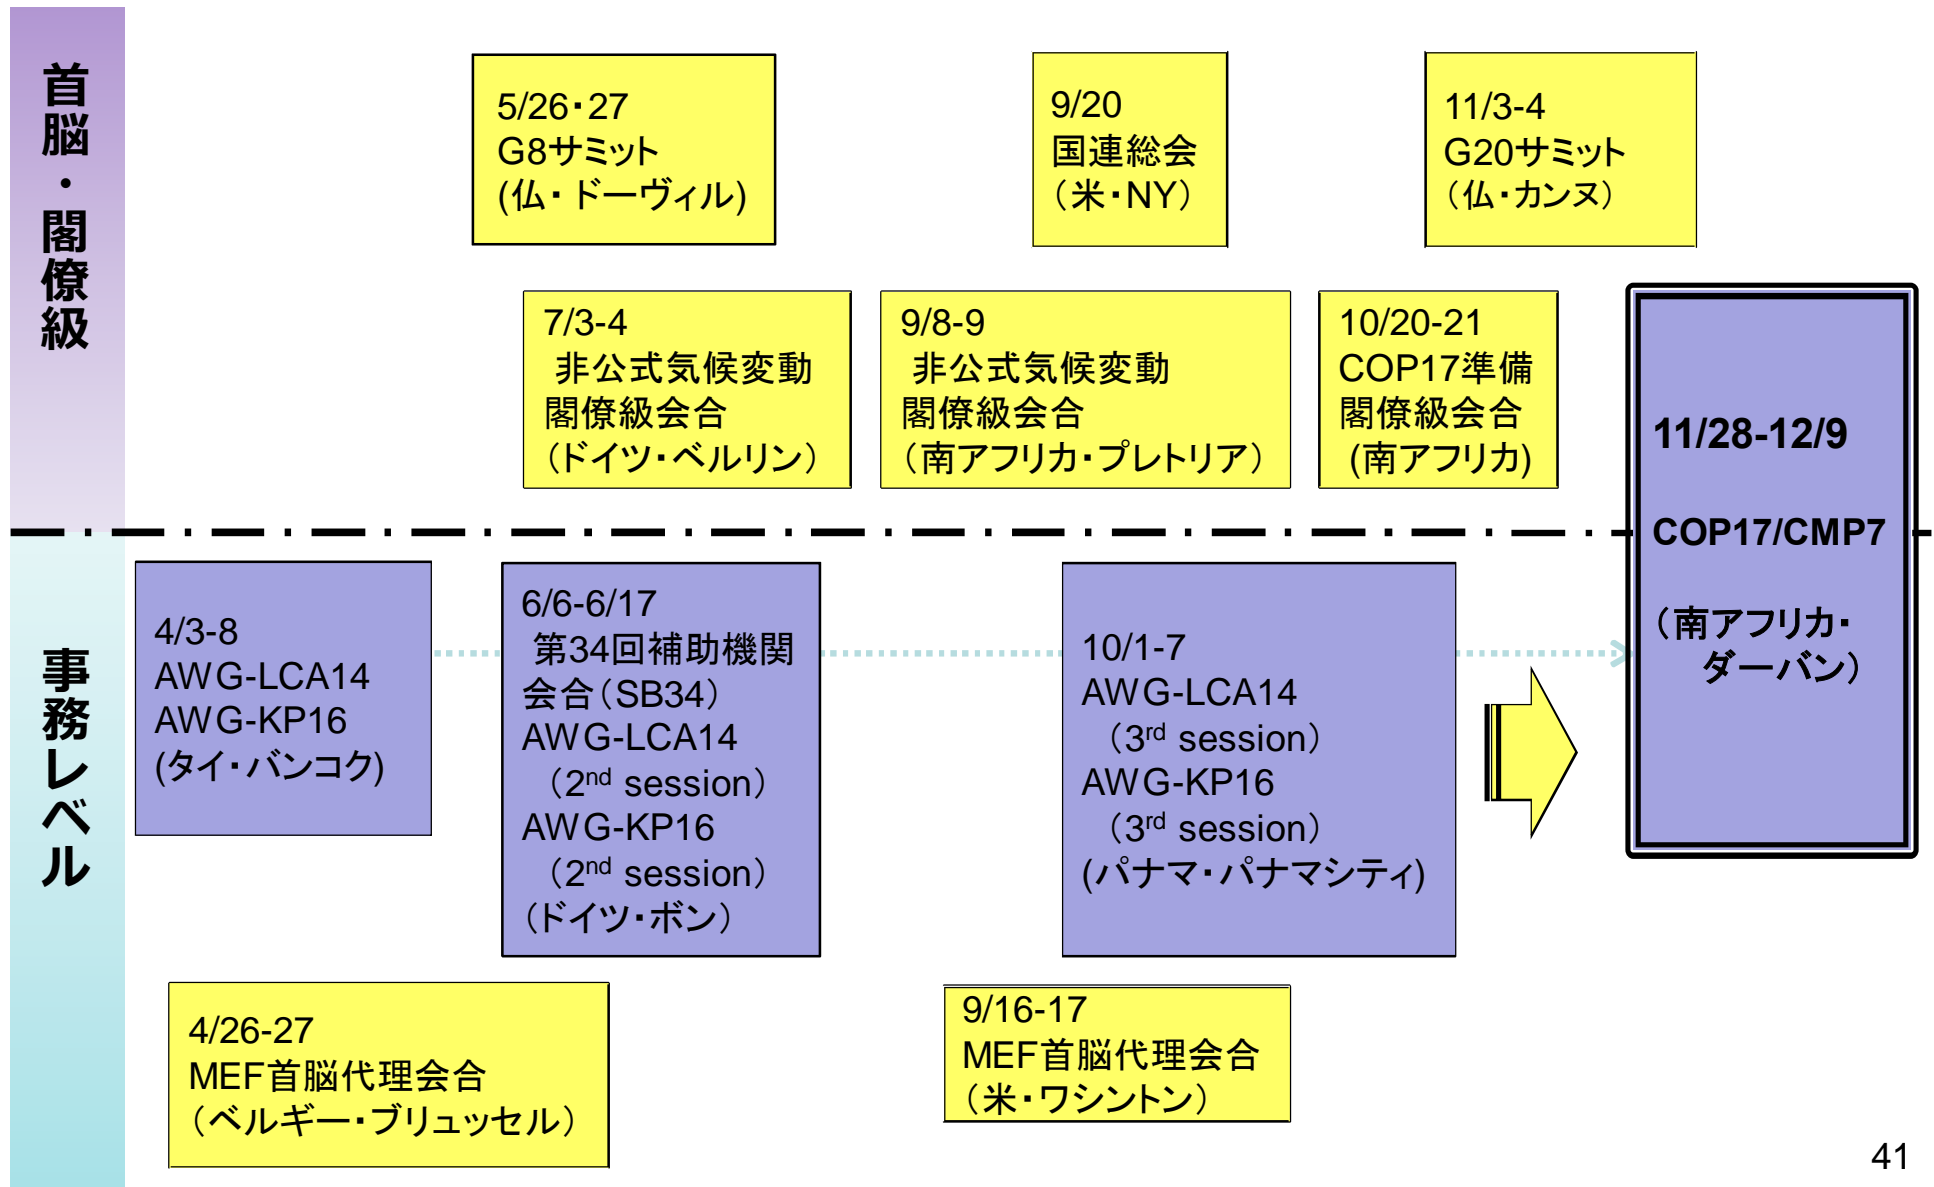 首脳・閣僚級
5/26・27
G8サミット
(仏・ドーヴィル)
9/20
国連総会
（米・NY）
11/3-4
G20サミット
（仏・カンヌ）
7/3-4
非公式気候変動
閣僚級会合
（ドイツ・ベルリン）
9/8-9
非公式気候変動
閣僚級会合
（南アフリカ・プレトリア）
10/20-21
COP17準備
閣僚級会合
(南アフリカ)
11/28-12/9
COP17/CMP7
（南アフリカ・
ダーバン）
事務レベル
4/3-8
AWG-LCA14
AWG-KP16
(タイ・バンコク)
6/6-6/17
第34回補助機関
会合（SB34）
AWG-LCA14
（2nd session）
AWG-KP16
（2nd session）
（ドイツ・ボン）
10/1-7
AWG-LCA14
（3rd session）
AWG-KP16
（3rd session）
(パナマ・パナマシティ)
4/26-27
MEF首脳代理会合
（ベルギー・ブリュッセル）
9/16-17
MEF首脳代理会合
（米・ワシントン）
41